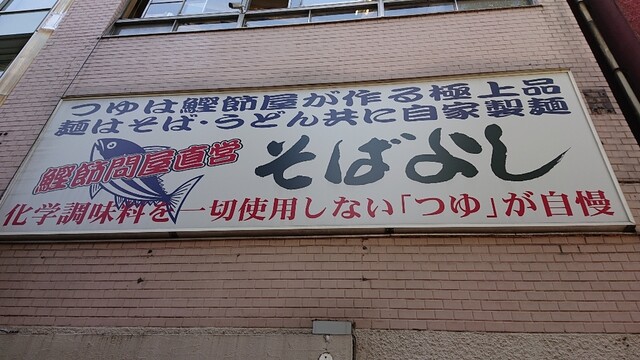 つゆは鰹節屋が作る極上品
麺はそば・うどん共に自家製麺
鰹節問屋直営
そばよし
化学調味料を一切使用しない「つゆ」が自慢